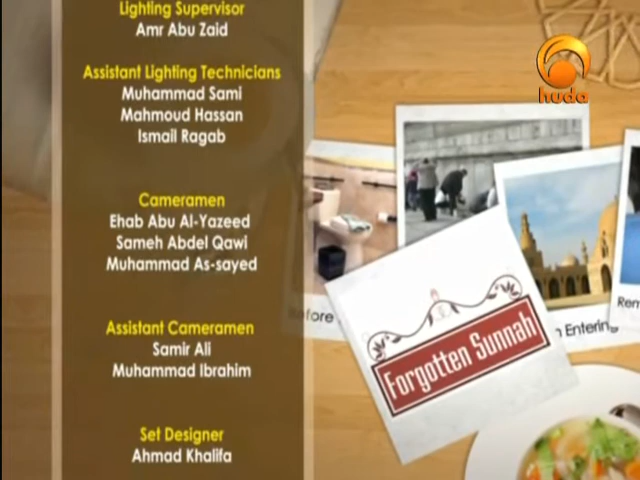 Lighting Supervisor
Amr Abu Zaid
Assistant Lighting Technicians
Muhammad Sami
Mahmoud Hassan
Ismail Ragab
Cameramen
Ehab Abu Al-Yazeed
Sameh Abdel Qawi
Muhammad As-sayed
Assistant Cameramen
Samir Ali
Muhammad Ibrahim
Set Designer
Ahmad Khalifa
huda
Forgotten Sunnah
Entering